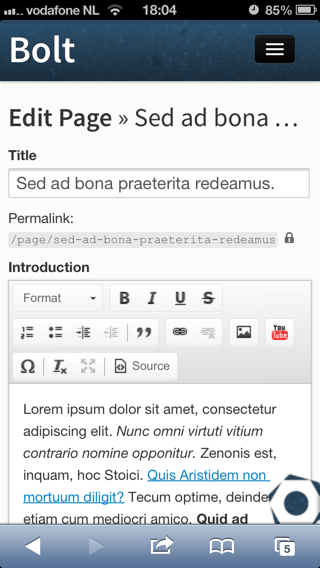 vodafone NL 18:04 85%
Bolt
Edit Page » Sed ad bona ...
Title
Sed ad bona praeterita redeamus.
Permalink:
/page/sed-ad-bona-praeterita-redeamus
Introduction
Format B I U S
You Tube
Ω Ix Source
Lorem ipsum dolor sit amet, consectetur
adipiscing elit. Nunc omni virtuti vitium
contrario nomine opponitur. Zenonis est,
inquam, hoc Stoici. Quis Aristidem non
mortuum diligit? Tecum optime, deinde
etiam cum mediocri amico. Quid ad
5